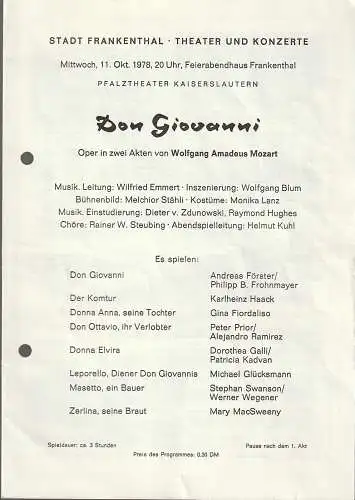 STADT FRANKENTHAL · THEATER UND KONZERTE
Mittwoch, 11. Okt. 1978, 20 Uhr, Feierabendhaus Frankenthal
PFALZTHEATER KAISERSLAUTERN
Don Giovanni
Oper in zwei Akten von Wolfgang Amadeus Mozart
Musik. Leitung: Wilfried Emmert · Inszenierung: Wolfgang Blum
Bühnenbild: Melchior Stähli · Kostüme: Monika Lanz
Musik. Einstudierung: Dieter v. Zdunowski, Raymond Hughes
Chöre: Rainer W. Steubing · Abendspielleitung: Helmut Kuhl
Es spielen:
Don Giovanni Andreas Förster/
Philipp B. Frohnmayer
Der Komtur Karlheinz Haack
Donna Anna, seine Tochter Gina Fiordaliso
Don Ottavio, ihr Verlobter Peter Prior/
Alejandro Ramirez
Donna Elvira Dorothea Galli/
Patricia Kadvan
Leporello, Diener Don Giovannis Michael Glücksmann
Masetto, ein Bauer Stephan Swanson/
Werner Wegener
Zerlina, seine Braut Mary MacSweeny
Spieldauer: ca. 3 Stunden Pause nach dem 1. Akt
Preis des Programmes: 0,30 DM